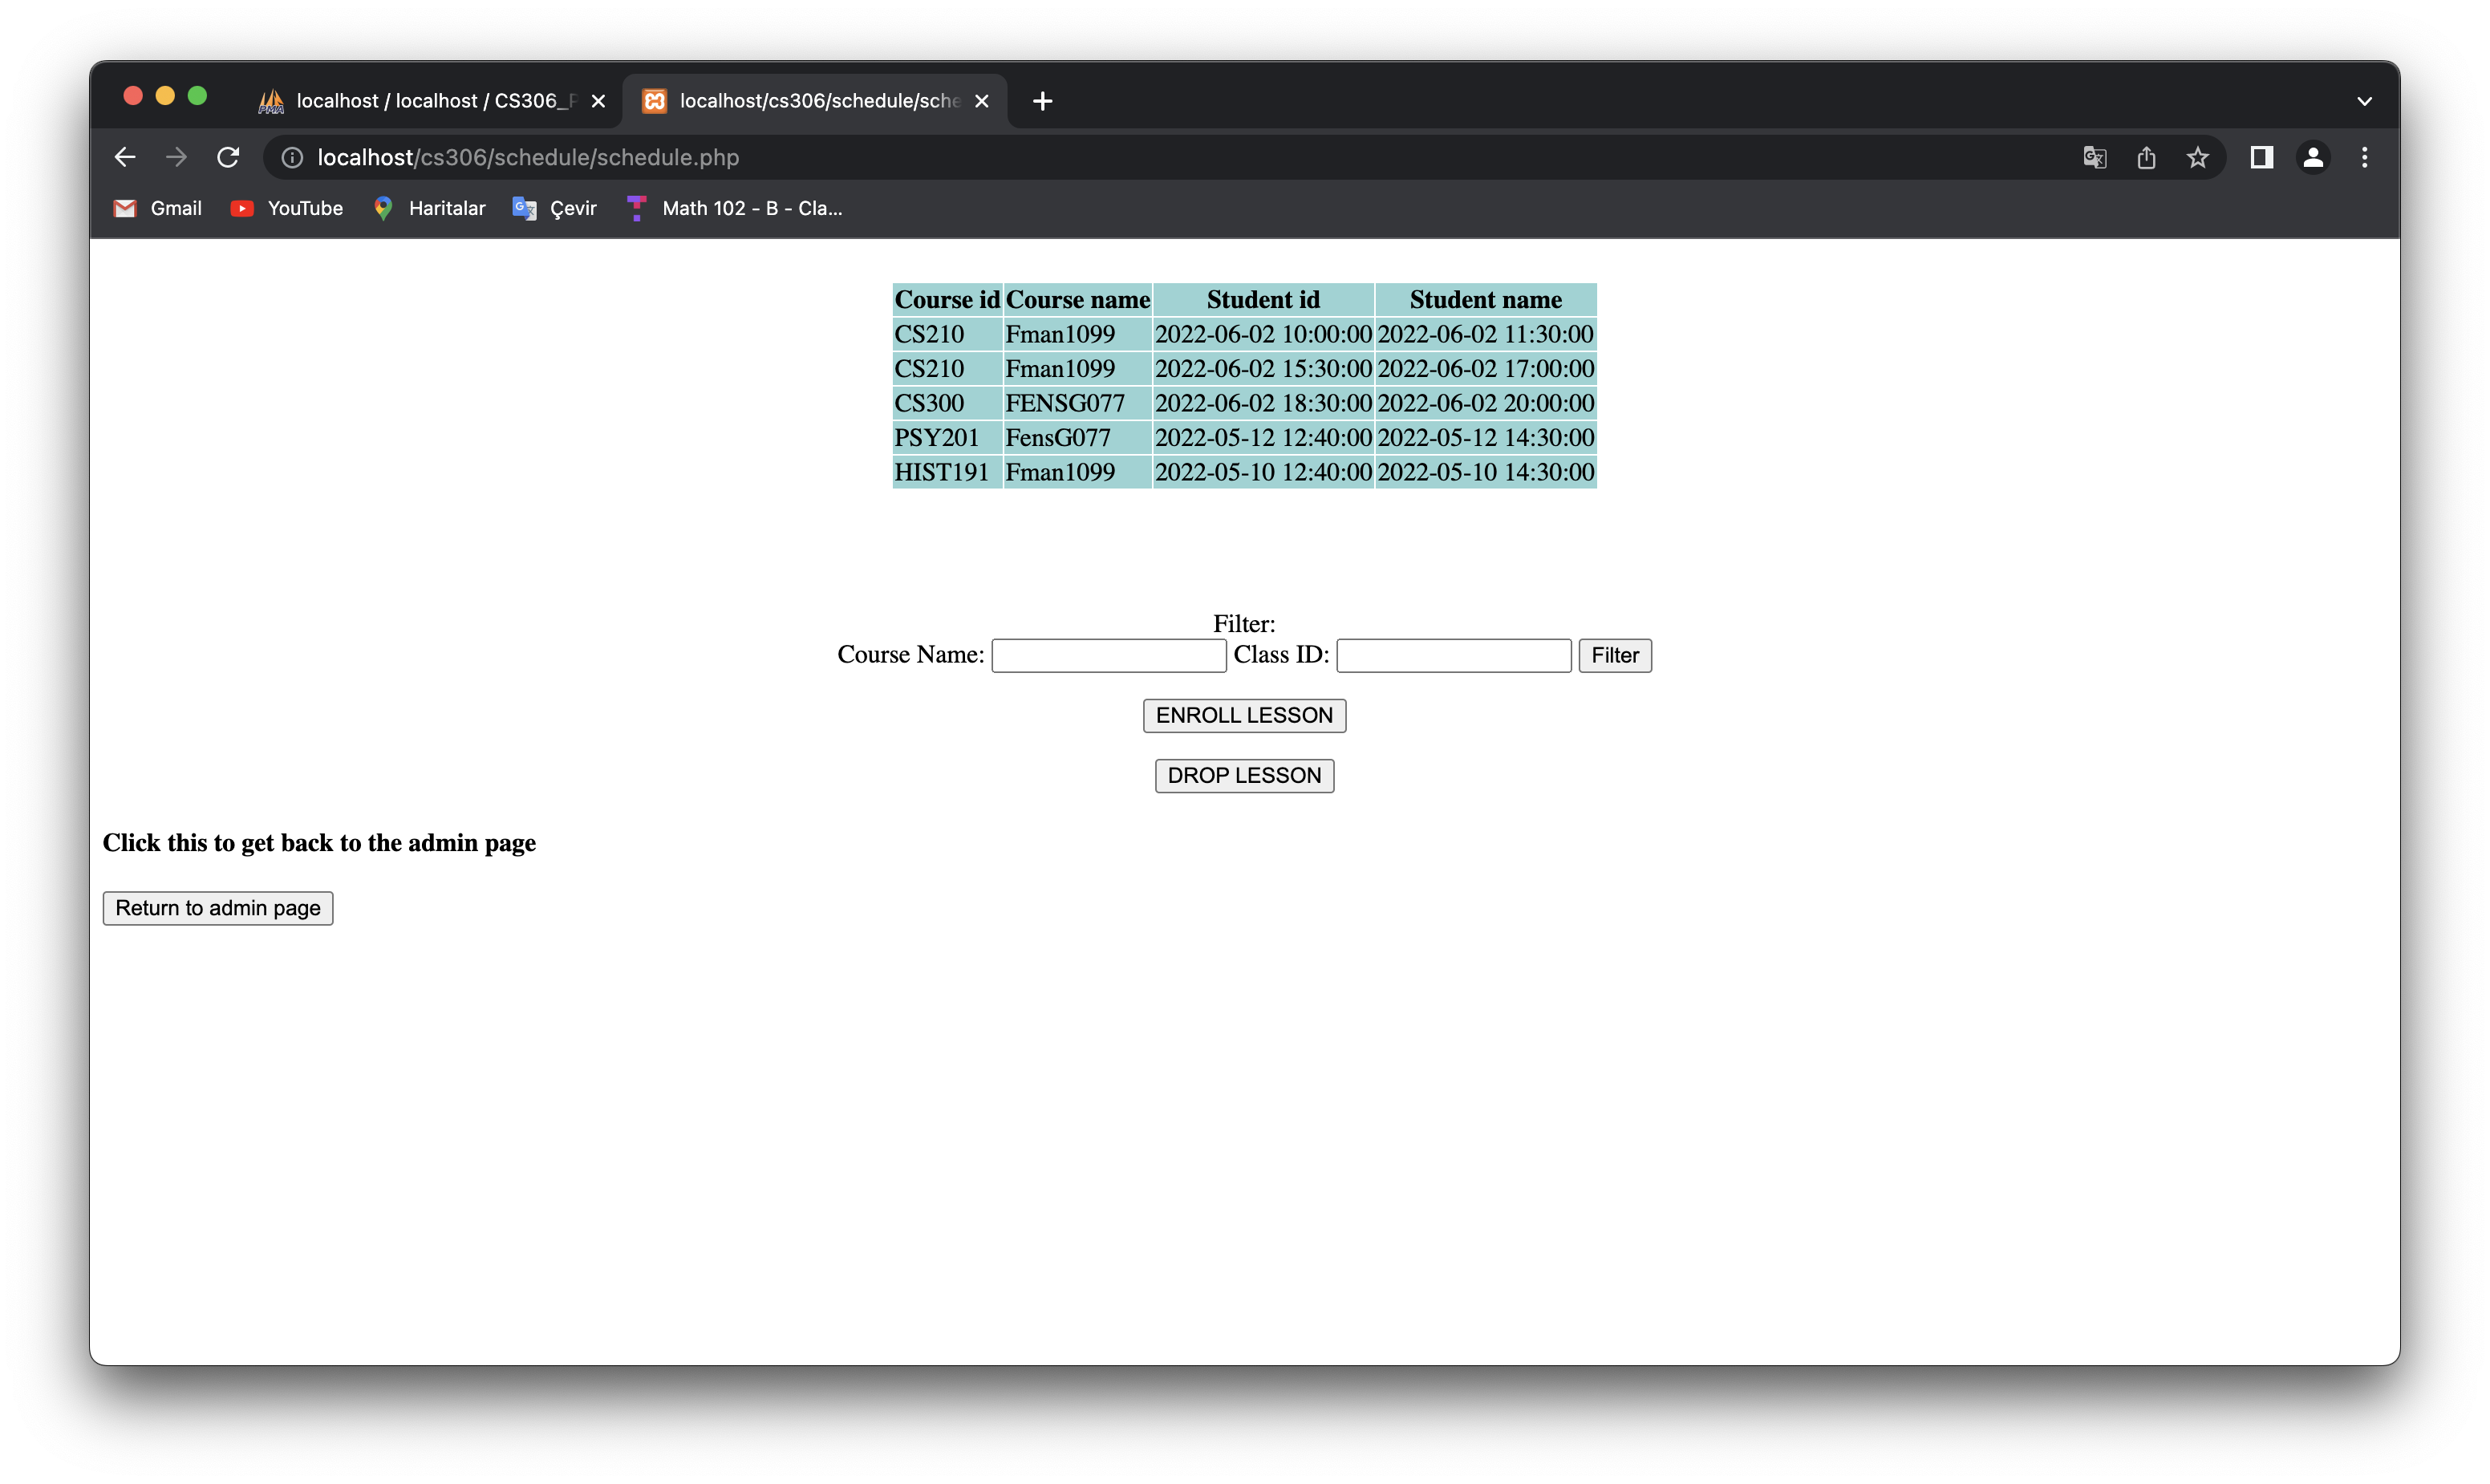 localhost / localhost / CS306_P
localhost/cs306/schedule/sche
localhost/cs306/schedule/schedule.php
Gmail YouTube Haritalar Çevir Math 102 - B - Cla...
Course id Course name Student id Student name
CS210 Fman1099 2022-06-02 10:00:00 2022-06-02 11:30:00
CS210 Fman1099 2022-06-02 15:30:00 2022-06-02 17:00:00
CS300 FENSG077 2022-06-02 18:30:00 2022-06-02 20:00:00
PSY201 FensG077 2022-05-12 12:40:00 2022-05-12 14:30:00
HIST191 Fman1099 2022-05-10 12:40:00 2022-05-10 14:30:00
Filter:
Course Name: Class ID: Filter
ENROLL LESSON
DROP LESSON
Click this to get back to the admin page
Return to admin page